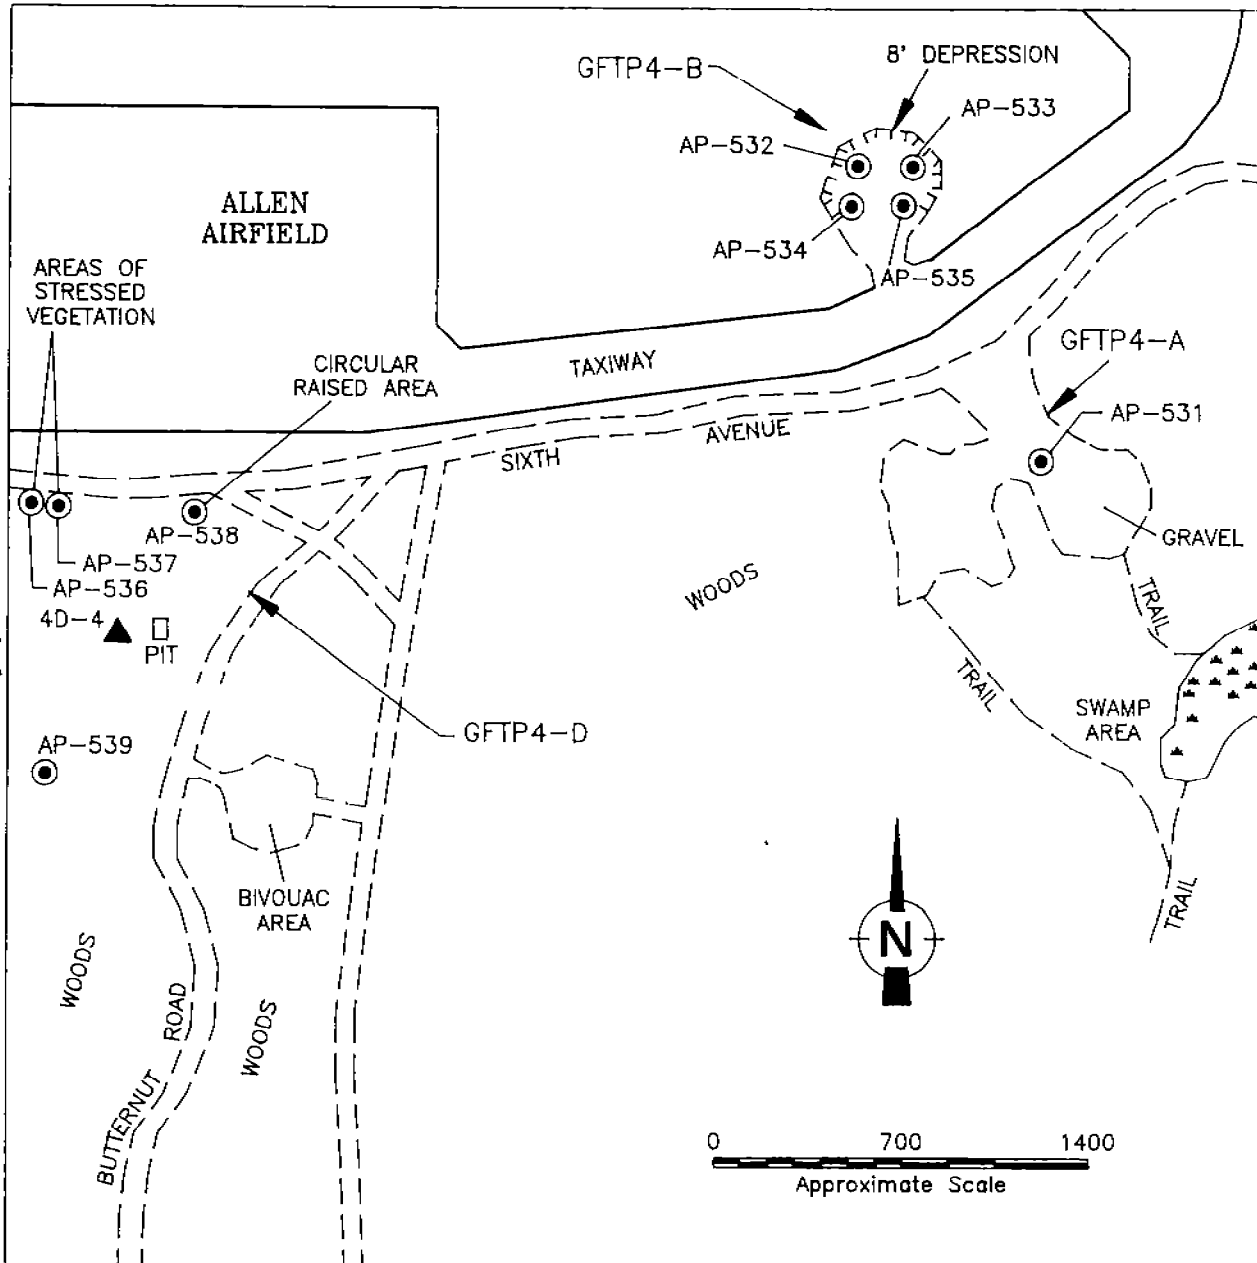 GFTP4-B
8' DEPRESSION
AP-533
AP-532
ALLEN
AIRFIELD
AP-534
AP-535
AREAS OF
STRESSED
VEGETATION
CIRCULAR
RAISED AREA
TAXIWAY
GFTP4-A
AP-531
SIXTH
AVENUE
AP-538
GRAVEL
AP-537
AP-536
WOODS
4D-4
PIT
TRAIL
TRAIL
SWAMP
AREA
GFTP4-D
AP-539
BIVOUAC
AREA
TRAIL
N
WOODS
ROAD
WOODS
BUTTERNUT
0 700 1400
Approximate Scale